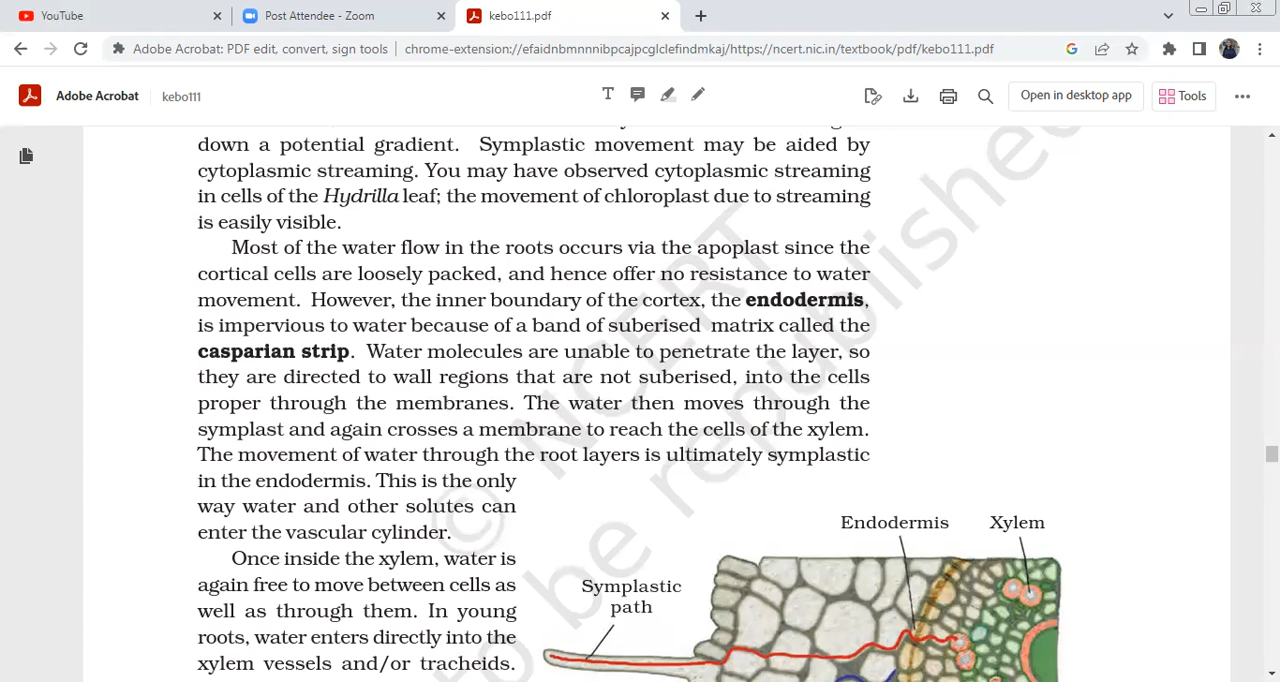 YouTube
Post Attendee - Zoom
kebo111.pdf
Adobe Acrobat: PDF edit, convert, sign tools
chrome-extension://efaidnbmnnnibpcajpcglclefindmkaj/https://ncert.nic.in/textbook/pdf/kebo111.pdf
Adobe Acrobat
kebo111
Open in desktop app
Tools
down a potential gradient. Symplastic movement may be aided by
cytoplasmic streaming. You may have observed cytoplasmic streaming
in cells of the Hydrilla leaf; the movement of chloroplast due to streaming
is easily visible.
Most of the water flow in the roots occurs via the apoplast since the
cortical cells are loosely packed, and hence offer no resistance to water
movement. However, the inner boundary of the cortex, the endodermis,
is impervious to water because of a band of suberised matrix called the
casparian strip. Water molecules are unable to penetrate the layer, so
they are directed to wall regions that are not suberised, into the cells
proper through the membranes. The water then moves through the
symplast and again crosses a membrane to reach the cells of the xylem.
The movement of water through the root layers is ultimately symplastic
in the endodermis. This is the only
way water and other solutes can
enter the vascular cylinder.
Once inside the xylem, water is
again free to move between cells as
well as through them. In young
roots, water enters directly into the
xylem vessels and/or tracheids.
Endodermis
Xylem
Symplastic
path
© NCERT
to be republished